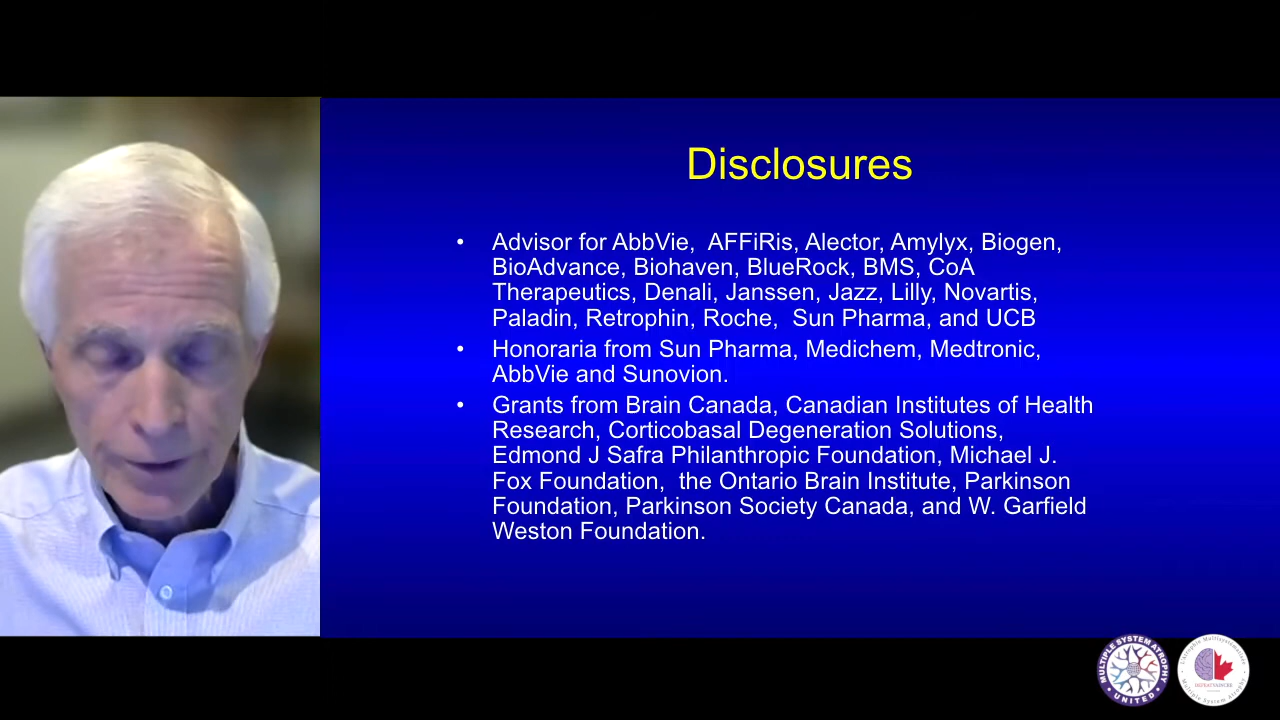 Disclosures
• Advisor for AbbVie, AFFiRis, Alector, Amylyx, Biogen,
BioAdvance, Biohaven, BlueRock, BMS, CoA
Therapeutics, Denali, Janssen, Jazz, Lilly, Novartis,
Paladin, Retrophin, Roche, Sun Pharma, and UCB
• Honoraria from Sun Pharma, Medichem, Medtronic,
AbbVie and Sunovion.
• Grants from Brain Canada, Canadian Institutes of Health
Research, Corticobasal Degeneration Solutions,
Edmond J Safra Philanthropic Foundation, Michael J.
Fox Foundation, the Ontario Brain Institute, Parkinson
Foundation, Parkinson Society Canada, and W. Garfield
Weston Foundation.
MULTIPLE SYSTEM ATROPHY
UNITED
Multiple System Atrophy